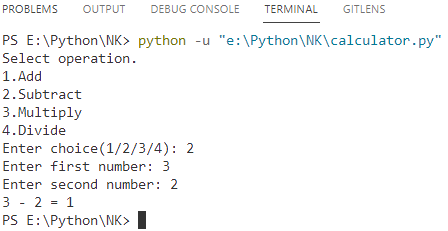 PROBLEMS OUTPUT DEBUG CONSOLE TERMINAL GITLENS
PS E:\Python\NK> python -u "e:\Python\NK\calculator.py"
Select operation.
1.Add
2.Subtract
3.Multiply
4.Divide
Enter choice(1/2/3/4): 2
Enter first number: 3
Enter second number: 2
3 - 2 = 1
PS E:\Python\NK>